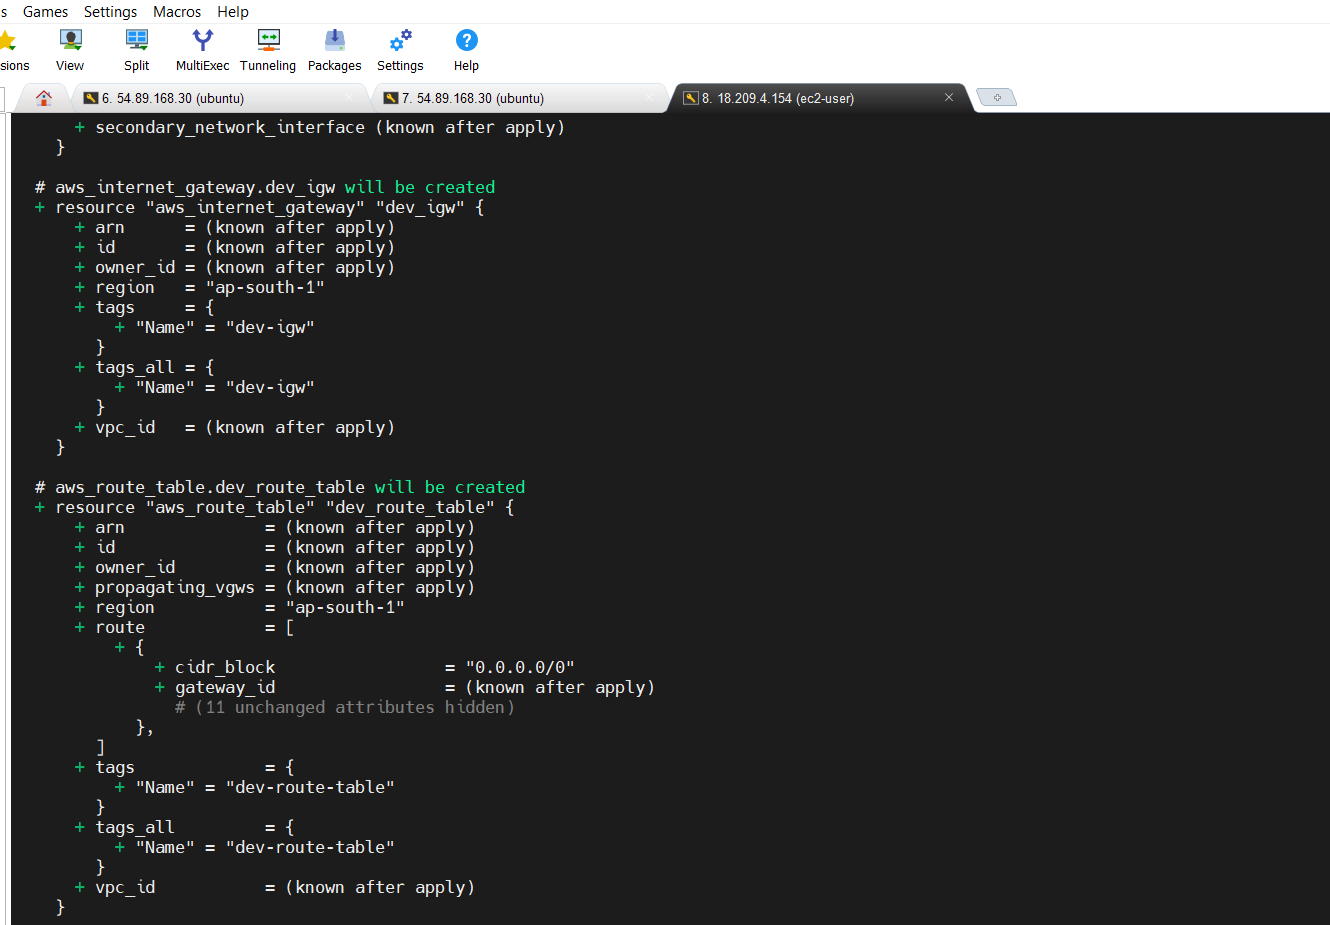 s Games Settings Macros Help
sions View Split MultiExec Tunneling Packages Settings Help
6. 54.89.168.30 (ubuntu) 7. 54.89.168.30 (ubuntu) 8. 18.209.4.154 (ec2-user)
+ secondary_network_interface (known after apply)
}
# aws_internet_gateway.dev_igw will be created
+ resource "aws_internet_gateway" "dev_igw" {
+ arn = (known after apply)
+ id = (known after apply)
+ owner_id = (known after apply)
+ region = "ap-south-1"
+ tags = {
+ "Name" = "dev-igw"
}
+ tags_all = {
+ "Name" = "dev-igw"
}
+ vpc_id = (known after apply)
}
# aws_route_table.dev_route_table will be created
+ resource "aws_route_table" "dev_route_table" {
+ arn = (known after apply)
+ id = (known after apply)
+ owner_id = (known after apply)
+ propagating_vgws = (known after apply)
+ region = "ap-south-1"
+ route = [
+ {
+ cidr_block = "0.0.0.0/0"
+ gateway_id = (known after apply)
# (11 unchanged attributes hidden)
},
]
+ tags = {
+ "Name" = "dev-route-table"
}
+ tags_all = {
+ "Name" = "dev-route-table"
}
+ vpc_id = (known after apply)
}